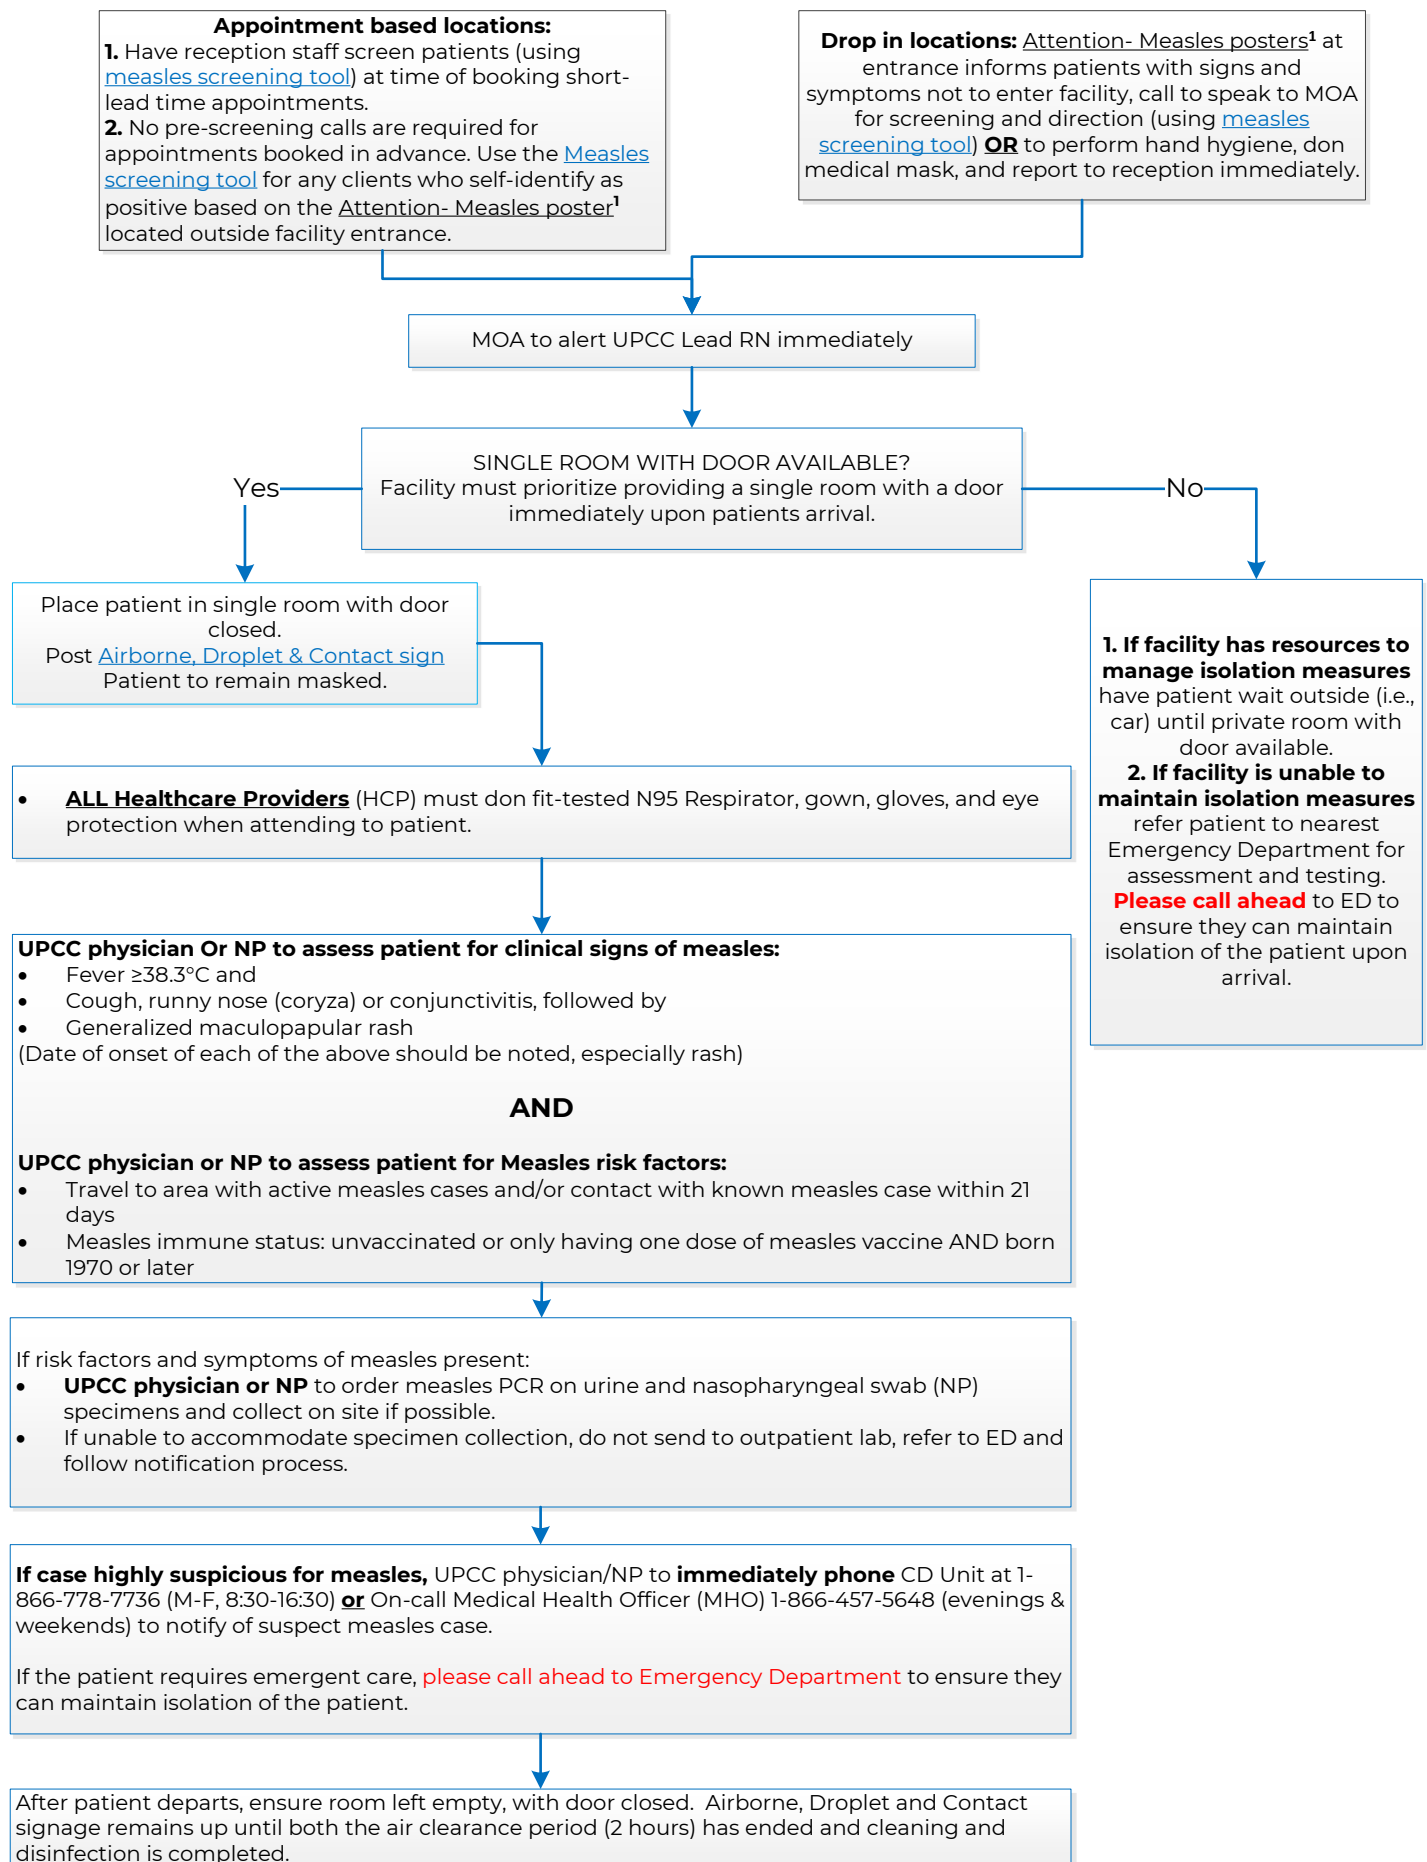 Appointment based locations:
1. Have reception staff screen patients (using
measles screening tool) at time of booking short-
lead time appointments.
2. No pre-screening calls are required for
appointments booked in advance. Use the Measles
screening tool for any clients who self-identify as
positive based on the Attention- Measles poster¹
located outside facility entrance.
Drop in locations: Attention- Measles posters¹ at
entrance informs patients with signs and
symptoms not to enter facility, call to speak to MOA
for screening and direction (using measles
screening tool) OR to perform hand hygiene, don
medical mask, and report to reception immediately.
MOA to alert UPCC Lead RN immediately
SINGLE ROOM WITH DOOR AVAILABLE?
Facility must prioritize providing a single room with a door
immediately upon patients arrival.
Yes
No
Place patient in single room with door
closed.
Post Airborne, Droplet & Contact sign
Patient to remain masked.
1. If facility has resources to
manage isolation measures
have patient wait outside (i.e.,
car) until private room with
door available.
2. If facility is unable to
maintain isolation measures
refer patient to nearest
Emergency Department for
assessment and testing.
Please call ahead to ED to
ensure they can maintain
isolation of the patient upon
arrival.
• ALL Healthcare Providers (HCP) must don fit-tested N95 Respirator, gown, gloves, and eye
protection when attending to patient.
UPCC physician Or NP to assess patient for clinical signs of measles:
• Fever ≥38.3°C and
• Cough, runny nose (coryza) or conjunctivitis, followed by
• Generalized maculopapular rash
(Date of onset of each of the above should be noted, especially rash)
AND
UPCC physician or NP to assess patient for Measles risk factors:
• Travel to area with active measles cases and/or contact with known measles case within 21
days
• Measles immune status: unvaccinated or only having one dose of measles vaccine AND born
1970 or later
If risk factors and symptoms of measles present:
• UPCC physician or NP to order measles PCR on urine and nasopharyngeal swab (NP)
specimens and collect on site if possible.
• If unable to accommodate specimen collection, do not send to outpatient lab, refer to ED and
follow notification process.
If case highly suspicious for measles, UPCC physician/NP to immediately phone CD Unit at 1-
866-778-7736 (M-F, 8:30-16:30) or On-call Medical Health Officer (MHO) 1-866-457-5648 (evenings &
weekends) to notify of suspect measles case.
If the patient requires emergent care, please call ahead to Emergency Department to ensure they
can maintain isolation of the patient.
After patient departs, ensure room left empty, with door closed. Airborne, Droplet and Contact
signage remains up until both the air clearance period (2 hours) has ended and cleaning and
disinfection is completed.